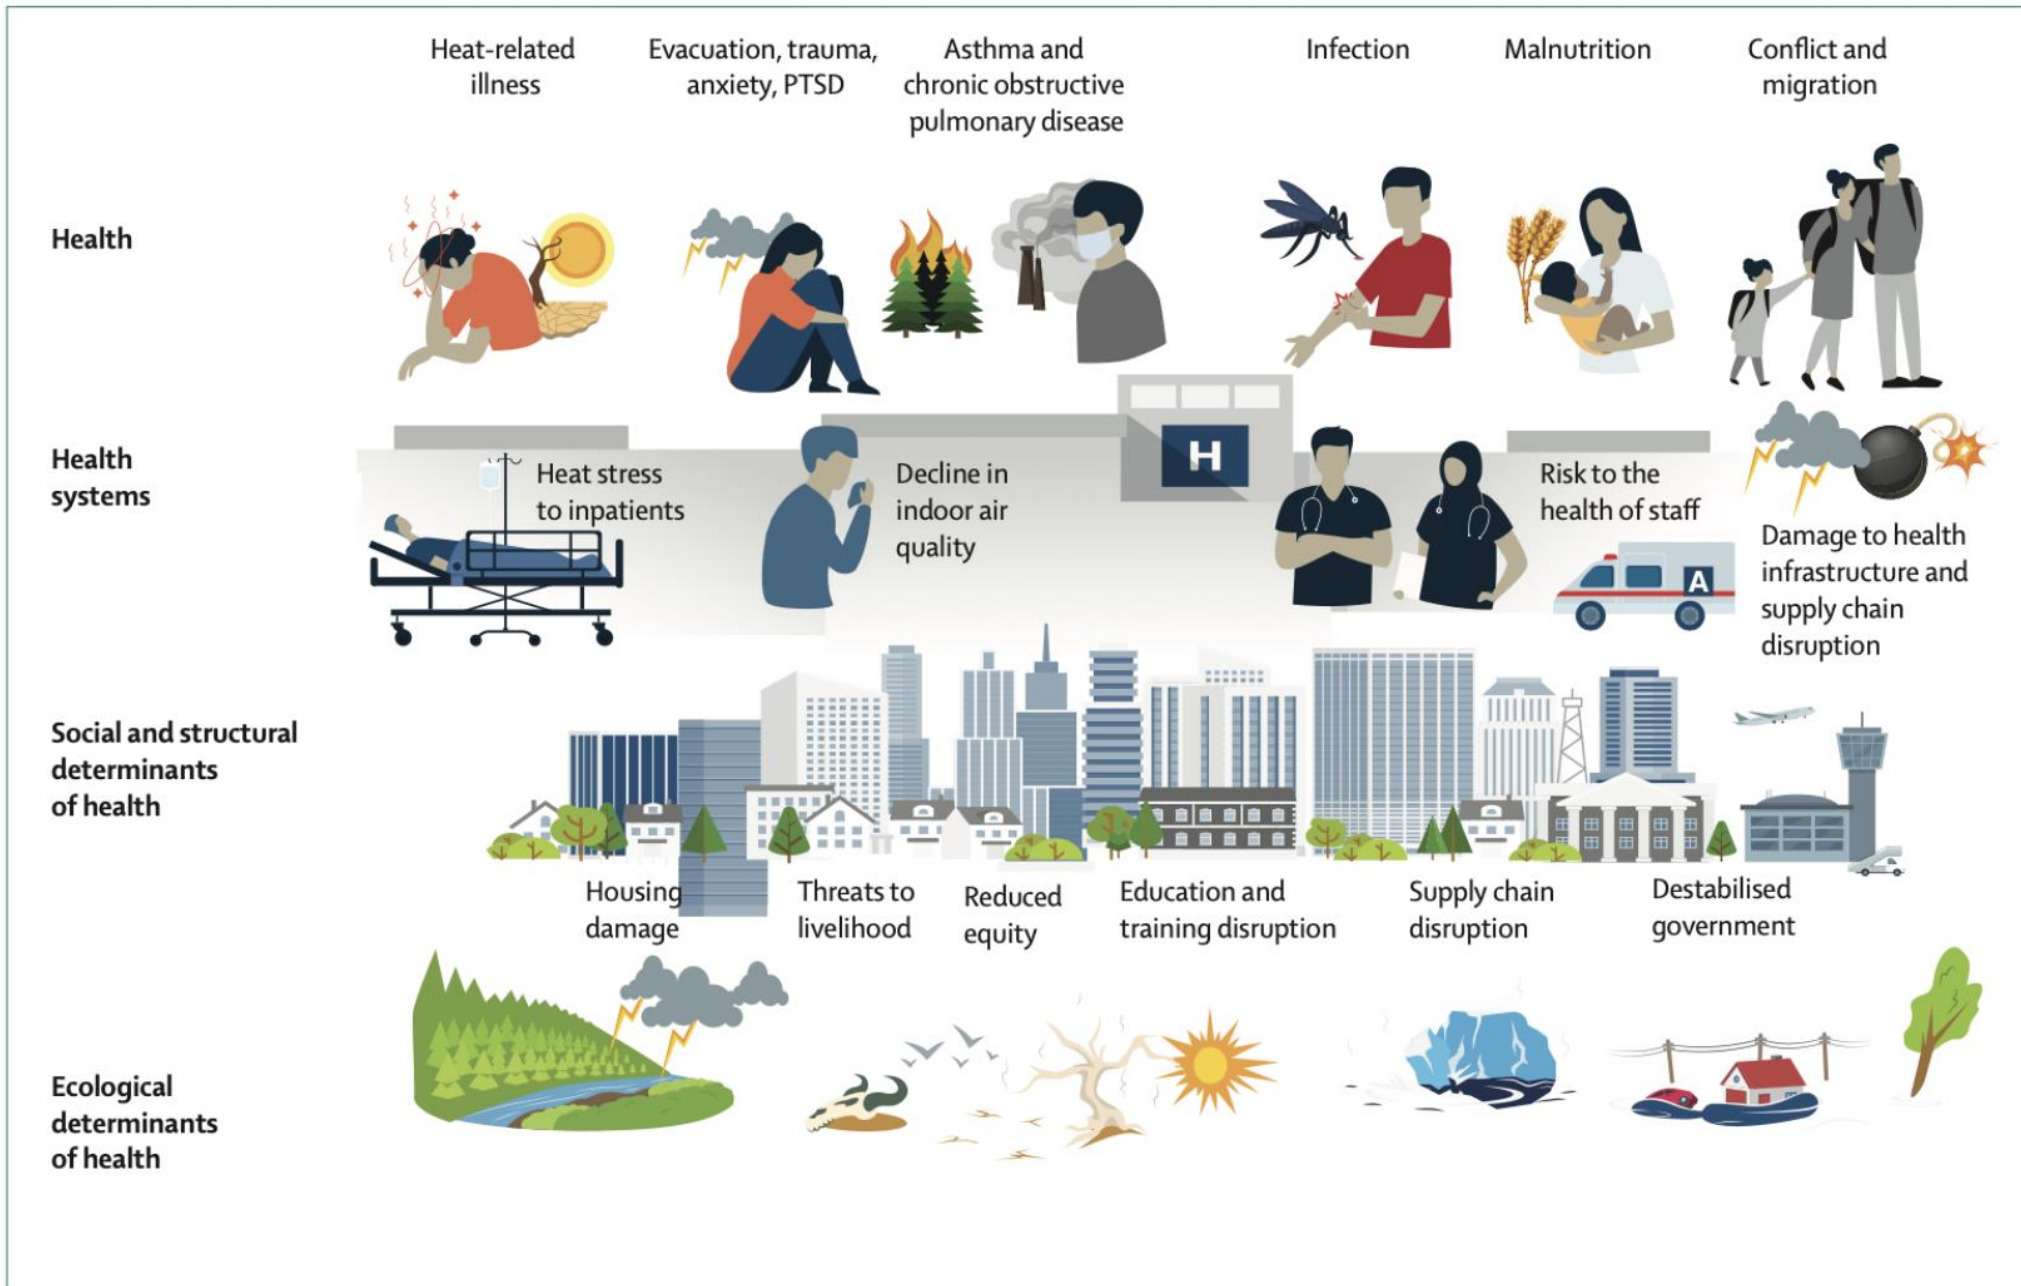 Heat-related
illness
Evacuation, trauma,
anxiety, PTSD
Asthma and
chronic obstructive
pulmonary disease
Infection
Malnutrition
Conflict and
migration
Health
Health
systems
Heat stress
to inpatients
Decline in
indoor air
quality
H
Risk to the
health of staff
A
Damage to health
infrastructure and
supply chain
disruption
Social and structural
determinants
of health
Housing
damage
Threats to
livelihood
Reduced
equity
Education and
training disruption
Supply chain
disruption
Destabilised
government
Ecological
determinants
of health